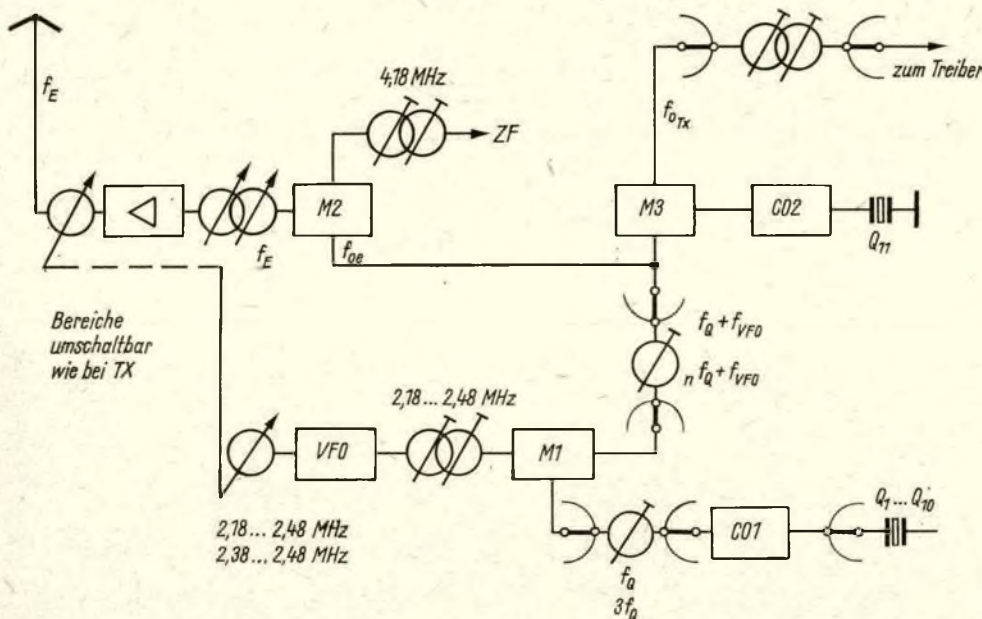 f_E
4,18 MHz
ZF
M2
f_E
f_oe
f_oTx
zum Treiber
M3
CO2
Q_11
Bereiche
umschaltbar
wie bei TX
f_Q + f_VFO
n f_Q + f_VFO
2,18 ... 2,48 MHz
VFO
M1
2,18 ... 2,48 MHz
2,38 ... 2,48 MHz
CO1
Q_1 ... Q_10
f_Q
3f_Q